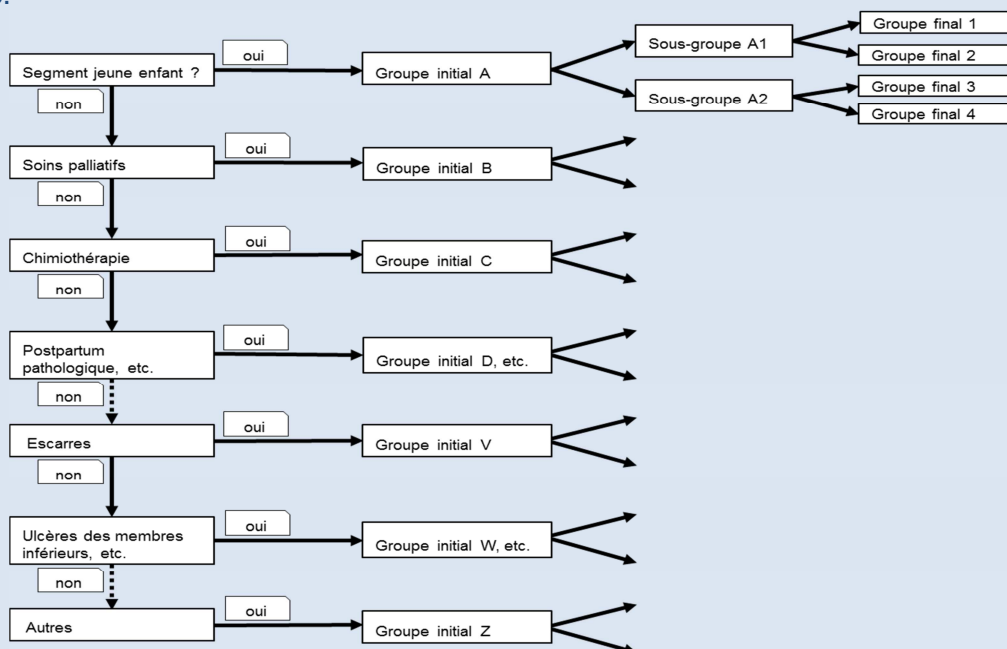 oui
Segment jeune enfant ?
Groupe initial A
Sous-groupe A1
Sous-groupe A2
Groupe final 1
Groupe final 2
Groupe final 3
Groupe final 4
non
oui
Soins palliatifs
Groupe initial B
non
oui
Chimiothérapie
Groupe initial C
non
oui
Postpartum
pathologique, etc.
Groupe initial D, etc.
non
oui
Escarres
Groupe initial V
non
oui
Ulcères des membres
inférieurs, etc.
Groupe initial W, etc.
non
oui
Autres
Groupe initial Z